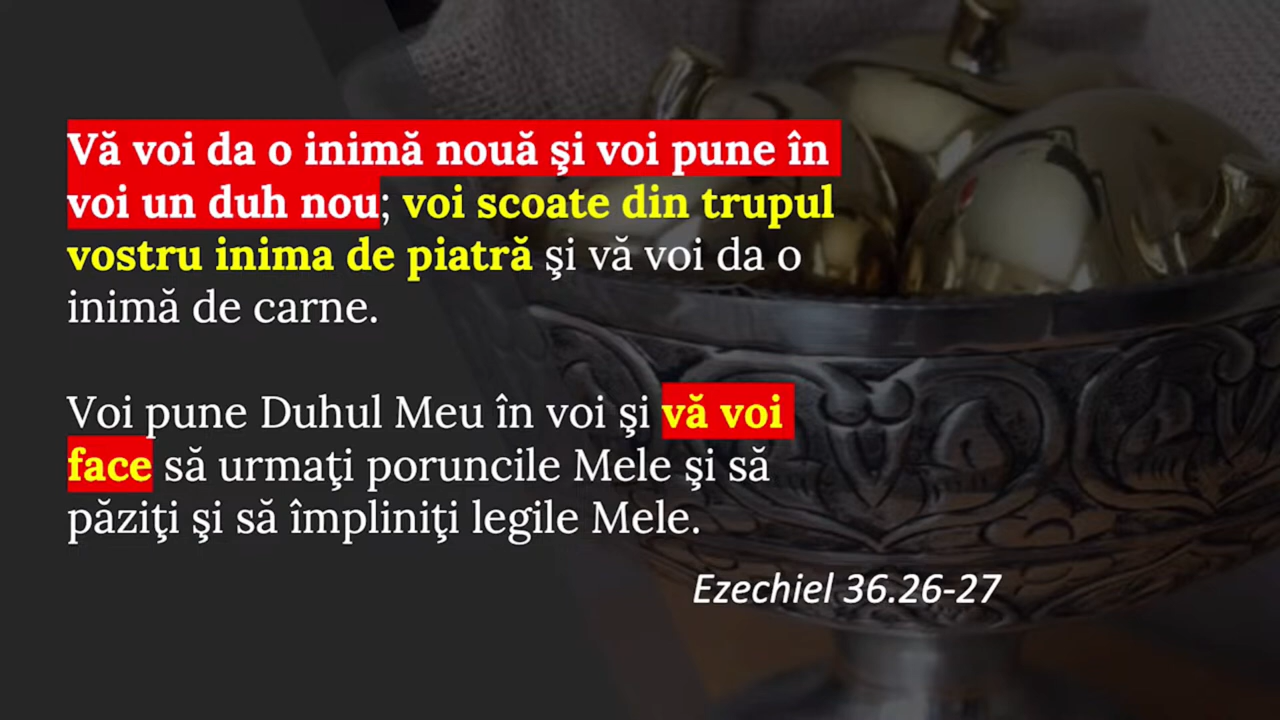 Vă voi da o inimă nouă şi voi pune în
voi un duh nou; voi scoate din trupul
vostru inima de piatră şi vă voi da o
inimă de carne.
Voi pune Duhul Meu în voi şi vă voi
face să urmaţi poruncile Mele şi să
păziţi şi să împliniţi legile Mele.
Ezechiel 36.26-27